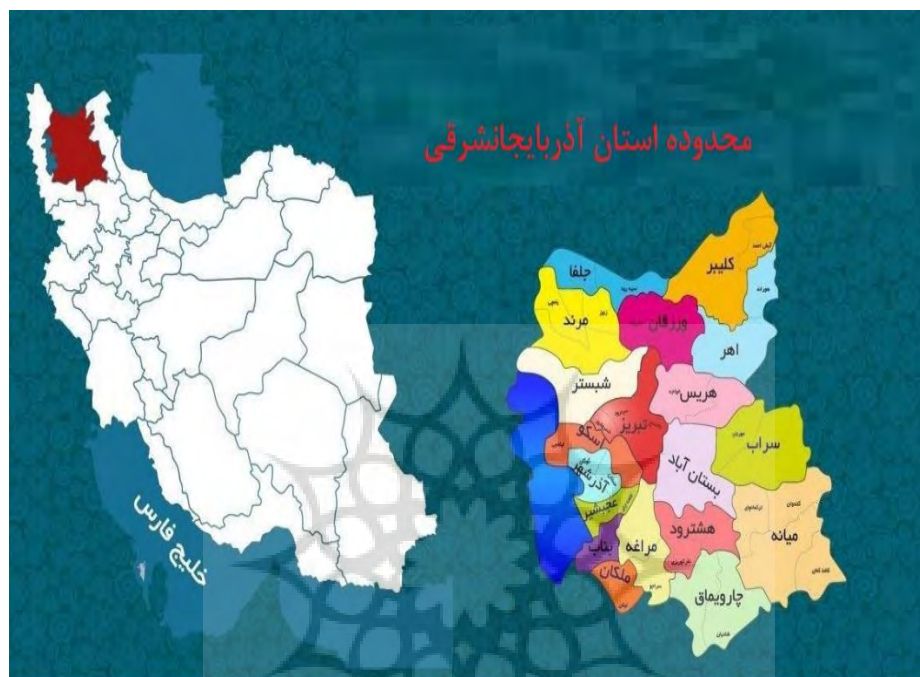 محدوده استان آذربایجانشرقی
کلیبر
جلفا
مرند
ورزقان
اهر
شبستر
هریس
تبریز
اسکو
سراب
بستان آباد
آذرشهر
عجبشیر
هشترود
میانه
مراغه
بناب
ملکان
چارویماق
خلیج فارس